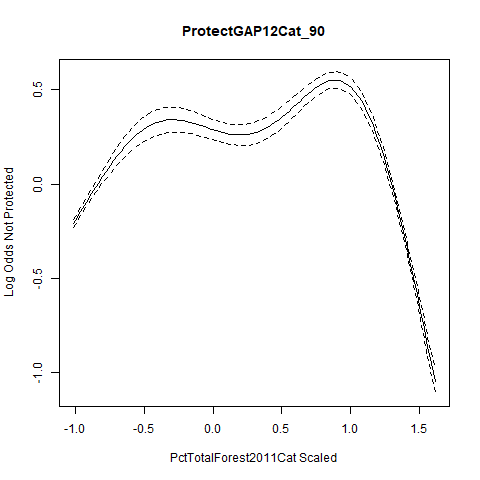 ProtectGAP12Cat_90
Log Odds Not Protected
0.5
0.0
-0.5
-1.0
-1.0 -0.5 0.0 0.5 1.0 1.5
PctTotalForest2011Cat Scaled